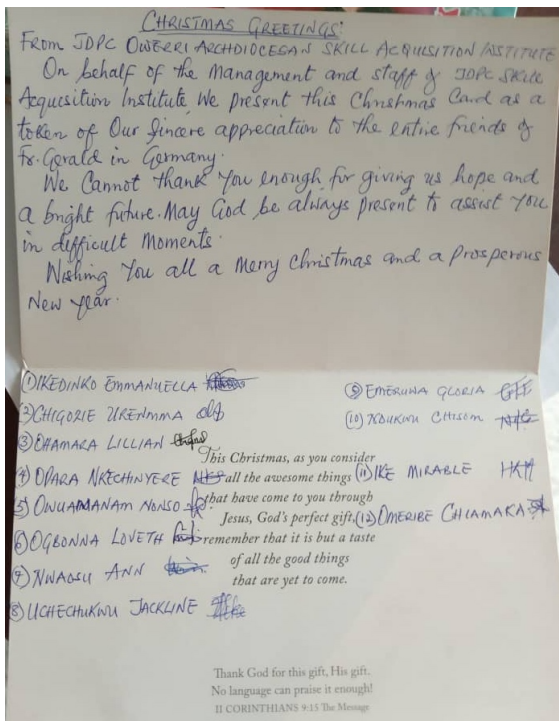 CHRISTMAS GREETINGS:
FROM JDPC OWERRI ARCHDIOCESAN SKILL ACQUISITION INSTITUTE
On behalf of the Management and staff of JDPC SKILL
Acquisition Institute, We present this Christmas Card as a
token of Our Sincere appreciation to the entire friends of
Fr. Gerald in Germany.
We Cannot thank You enough for giving us hope and
a bright future. May God be always present to assist You
in difficult Moments.
Wishing You all a Merry Christmas and a Prosperous
New Year.
(1) IKEDINKO EMMANUELLA
(2) CHIGOZIE URENMMA
(3) OHAMARA LILLIAN
(4) OPARA NKECHINYERE
(5) ONUAMANAM NONSO
(6) OGBONNA LOVETH
(7) NWAOSU ANN
(8) UCHECHUKWU JACKLINE
(9) EMERUWA GLORIA
(10) NDUKWU CHISOM
(11) IKE MIRABLE
(12) OMERIBE CHIAMAKA
This Christmas, as you consider
all the awesome things
that have come to you through
Jesus, God's perfect gift,
remember that it is but a taste
of all the good things
that are yet to come.
Thank God for this gift, His gift.
No language can praise it enough!
II CORINTHIANS 9:15 The Message